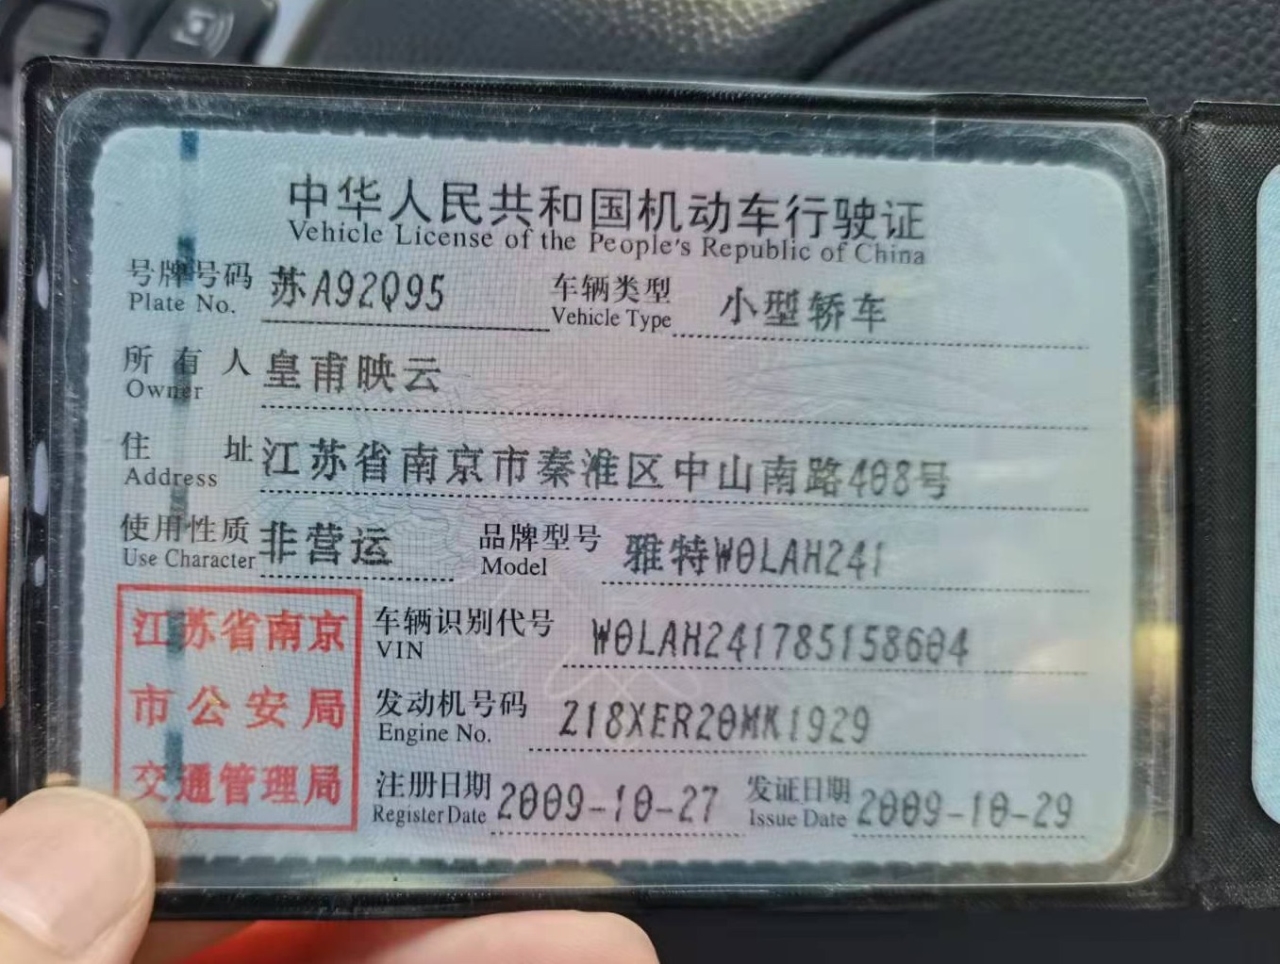 中华人民共和国机动车行驶证
Vehicle License of the People's Republic of China
号牌号码 苏A92Q95 车辆类型 小型轿车
Plate No. Vehicle Type
所有人 皇甫映云
Owner
住址 江苏省南京市秦淮区中山南路408号
Address
使用性质 非营运 品牌型号 雅特W0LAH241
Use Character Model
江苏省南京
市公安局
交通管理局
车辆识别代号 W0LAH241785158604
VIN
发动机号码 Z18XER20MK1929
Engine No.
注册日期 2009-10-27 发证日期 2009-10-29
Register Date Issue Date